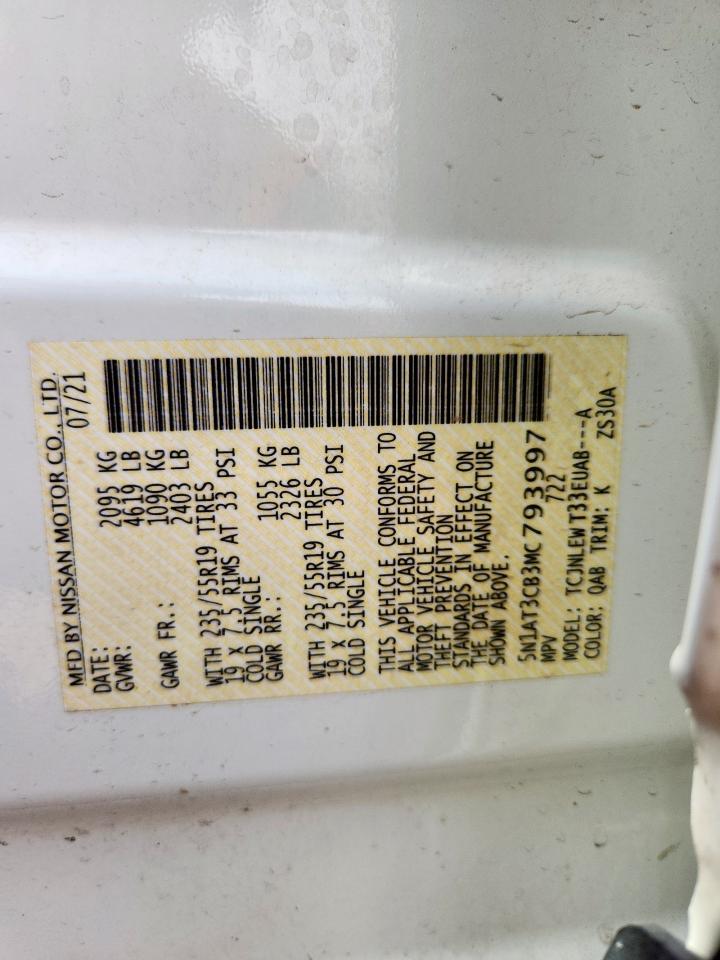 MFD BY NISSAN MOTOR CO., LTD.
DATE: 07/21
GVWR: 2095 KG
4619 LB
GAWR FR.: 1090 KG
2403 LB
WITH 235/55R19 TIRES
19 X 7.5 RIMS AT 33 PSI
COLD SINGLE
GAWR RR.: 1055 KG
2326 LB
WITH 235/55R19 TIRES
19 X 7.5 RIMS AT 30 PSI
COLD SINGLE
THIS VEHICLE CONFORMS TO
ALL APPLICABLE FEDERAL
MOTOR VEHICLE SAFETY AND
THEFT PREVENTION
STANDARDS IN EFFECT ON
THE DATE OF MANUFACTURE
SHOWN ABOVE.
5N1AT3CB3MC793997
MPV 722
MODEL: TCJNLEW T33EUAB---A
COLOR: QAB TRIM: K ZS30A